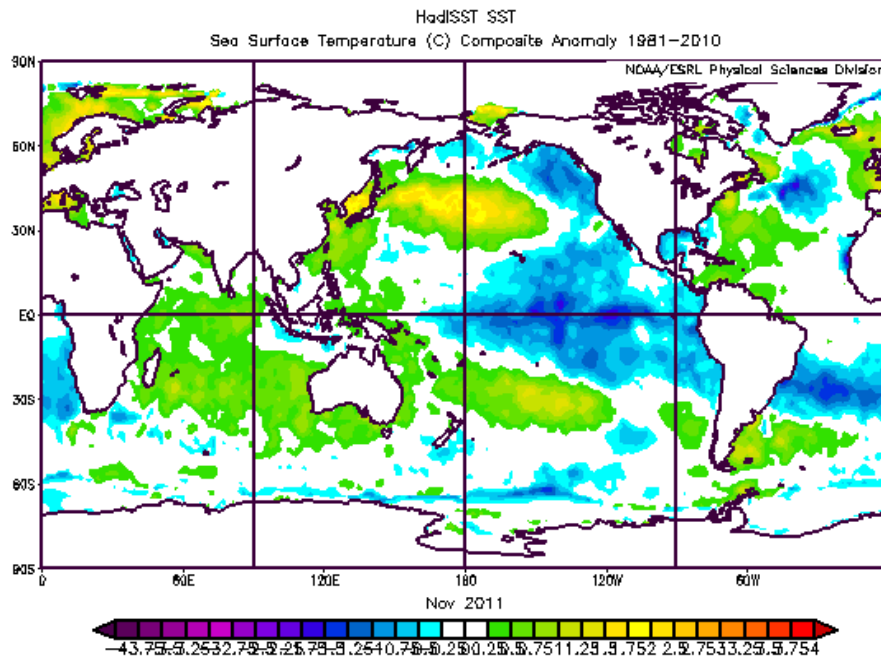 HadISST SST
Sea Surface Temperature (C) Composite Anomaly 1981-2010
NOAA/ESRL Physical Sciences Division
90N
60N
30N
EQ
30S
60S
90S
0 60E 120E 180 120W 60W
Nov 2011